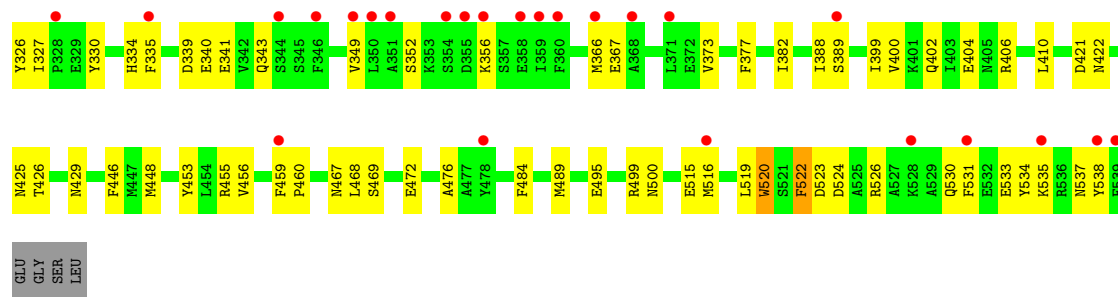 Y326 I327 P328 E329 Y330 H334 F335 D339 E340 E341 V342 Q343 S344 S345 F346 V349 L350 A351 S352 K353 S354 D355 K356 S357 E358 I359 F360 M366 E367 A368 L371 E372 V373 F377 I382 I388 S389 I399 V400 K401 Q402 I403 E404 N405 R406 L410 D421 N422
N425 T426 N429 F446 M447 M448 Y453 L454 R455 V456 F459 P460 N467 L468 S469 E472 A476 A477 Y478 F484 M489 E495 R499 N500 E515 M516 L519 W520 S521 F522 D523 D524 A525 R526 A527 K528 A529 Q530 F531 E532 E533 Y534 K535 R536 N537 Y538
GLU GLY SER LEU